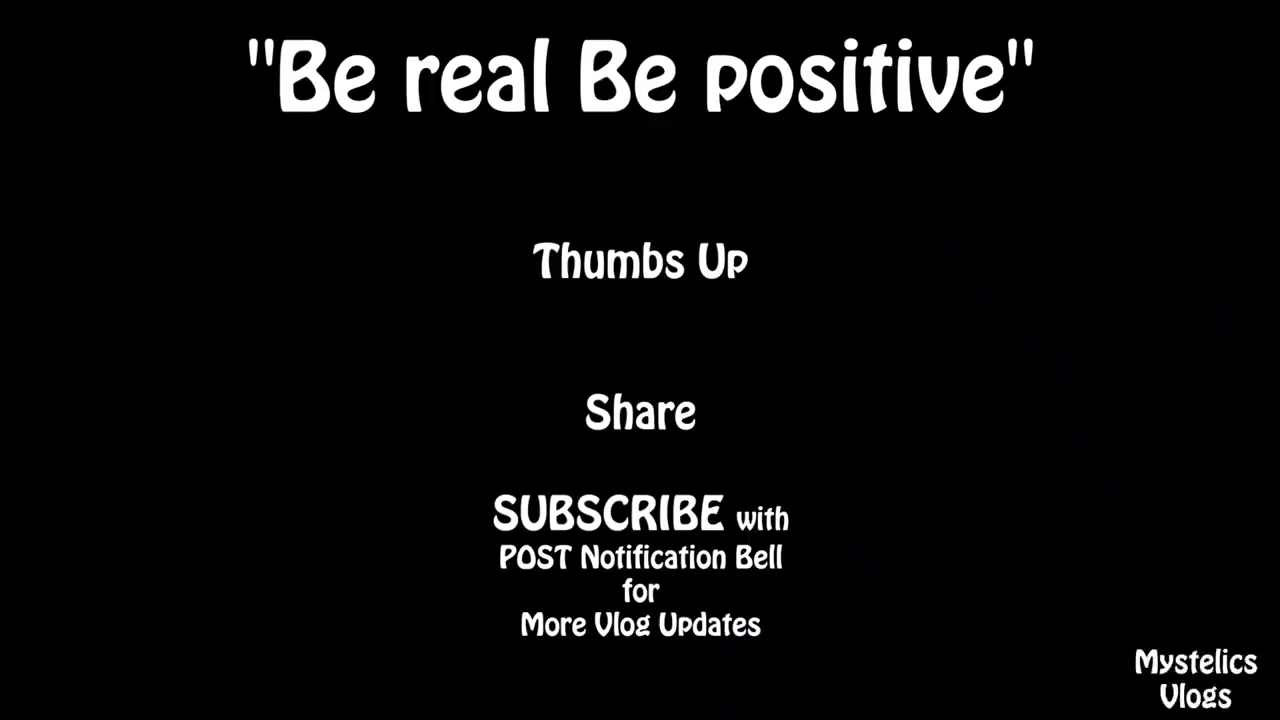 "Be real Be positive"
Thumbs Up
Share
SUBSCRIBE with
POST Notification Bell
for
More Vlog Updates
Mystelics
Vlogs